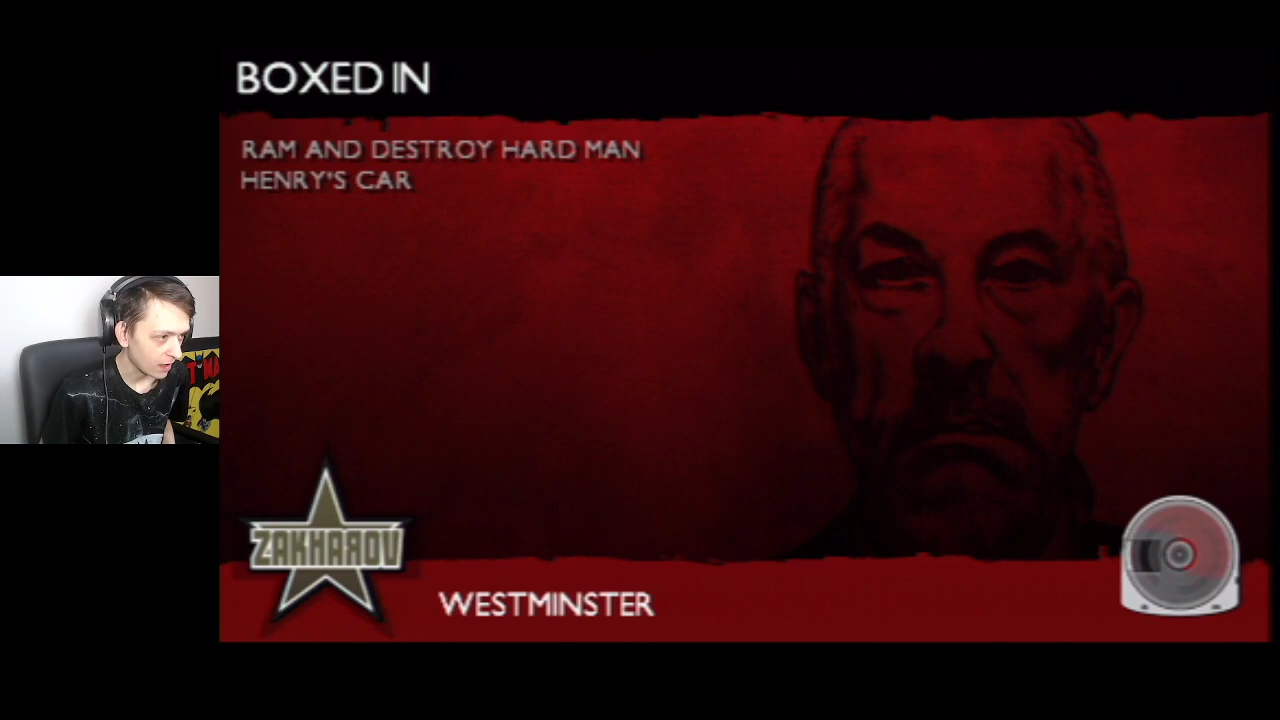 BOXED IN
RAM AND DESTROY HARD MAN
HENRY'S CAR
ZAKHAROV
WESTMINSTER